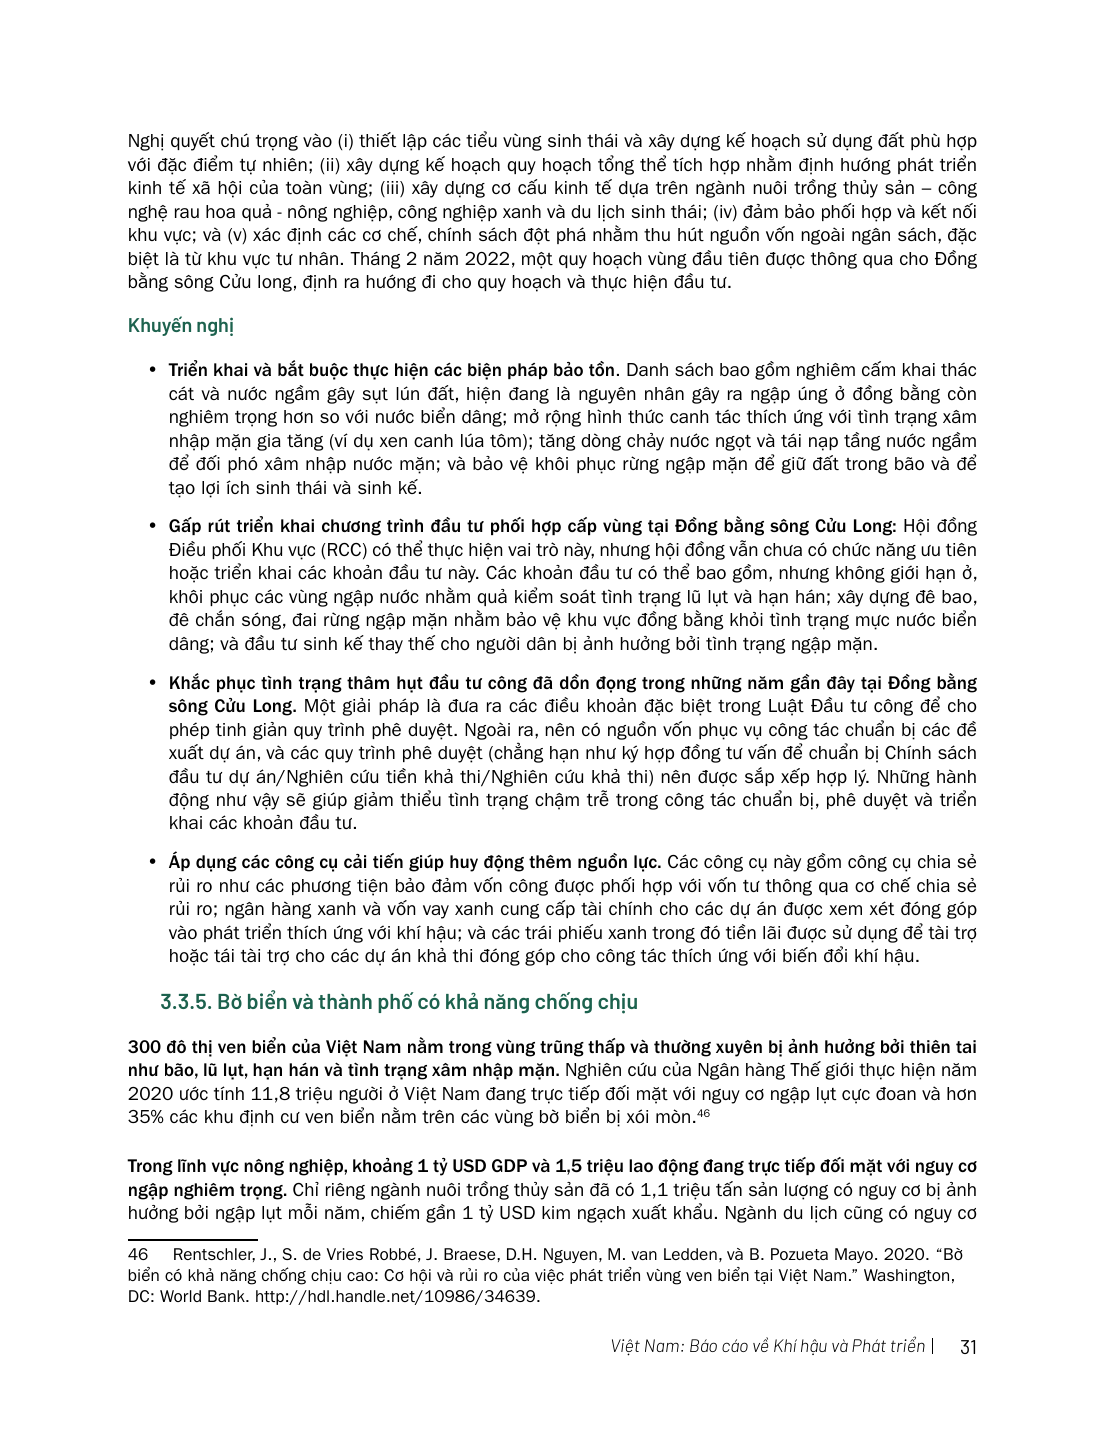 Nghị quyết chú trọng vào (i) thiết lập các tiểu vùng sinh thái và xây dựng kế hoạch sử dụng đất phù hợp
với đặc điểm tự nhiên; (ii) xây dựng kế hoạch quy hoạch tổng thể tích hợp nhằm định hướng phát triển
kinh tế xã hội của toàn vùng; (iii) xây dựng cơ cấu kinh tế dựa trên ngành nuôi trồng thủy sản – công
nghệ rau hoa quả - nông nghiệp, công nghiệp xanh và du lịch sinh thái; (iv) đảm bảo phối hợp và kết nối
khu vực; và (v) xác định các cơ chế, chính sách đột phá nhằm thu hút nguồn vốn ngoài ngân sách, đặc
biệt là từ khu vực tư nhân. Tháng 2 năm 2022, một quy hoạch vùng đầu tiên được thông qua cho Đồng
bằng sông Cửu long, định ra hướng đi cho quy hoạch và thực hiện đầu tư.
Khuyến nghị
• Triển khai và bắt buộc thực hiện các biện pháp bảo tồn. Danh sách bao gồm nghiêm cấm khai thác
cát và nước ngầm gây sụt lún đất, hiện đang là nguyên nhân gây ra ngập úng ở đồng bằng còn
nghiêm trọng hơn so với nước biển dâng; mở rộng hình thức canh tác thích ứng với tình trạng xâm
nhập mặn gia tăng (ví dụ xen canh lúa tôm); tăng dòng chảy nước ngọt và tái nạp tầng nước ngầm
để đối phó xâm nhập nước mặn; và bảo vệ khôi phục rừng ngập mặn để giữ đất trong bão và để
tạo lợi ích sinh thái và sinh kế.
• Gấp rút triển khai chương trình đầu tư phối hợp cấp vùng tại Đồng bằng sông Cửu Long: Hội đồng
Điều phối Khu vực (RCC) có thể thực hiện vai trò này, nhưng hội đồng vẫn chưa có chức năng ưu tiên
hoặc triển khai các khoản đầu tư này. Các khoản đầu tư có thể bao gồm, nhưng không giới hạn ở,
khôi phục các vùng ngập nước nhằm quả kiểm soát tình trạng lũ lụt và hạn hán; xây dựng đê bao,
đê chắn sóng, đai rừng ngập mặn nhằm bảo vệ khu vực đồng bằng khỏi tình trạng mực nước biển
dâng; và đầu tư sinh kế thay thế cho người dân bị ảnh hưởng bởi tình trạng ngập mặn.
• Khắc phục tình trạng thâm hụt đầu tư công đã dồn đọng trong những năm gần đây tại Đồng bằng
sông Cửu Long. Một giải pháp là đưa ra các điều khoản đặc biệt trong Luật Đầu tư công để cho
phép tinh giản quy trình phê duyệt. Ngoài ra, nên có nguồn vốn phục vụ công tác chuẩn bị các đề
xuất dự án, và các quy trình phê duyệt (chẳng hạn như ký hợp đồng tư vấn để chuẩn bị Chính sách
đầu tư dự án/Nghiên cứu tiền khả thi/Nghiên cứu khả thi) nên được sắp xếp hợp lý. Những hành
động như vậy sẽ giúp giảm thiểu tình trạng chậm trễ trong công tác chuẩn bị, phê duyệt và triển
khai các khoản đầu tư.
• Áp dụng các công cụ cải tiến giúp huy động thêm nguồn lực. Các công cụ này gồm công cụ chia sẻ
rủi ro như các phương tiện bảo đảm vốn công được phối hợp với vốn tư thông qua cơ chế chia sẻ
rủi ro; ngân hàng xanh và vốn vay xanh cung cấp tài chính cho các dự án được xem xét đóng góp
vào phát triển thích ứng với khí hậu; và các trái phiếu xanh trong đó tiền lãi được sử dụng để tài trợ
hoặc tái tài trợ cho các dự án khả thi đóng góp cho công tác thích ứng với biến đổi khí hậu.
3.3.5. Bờ biển và thành phố có khả năng chống chịu
300 đô thị ven biển của Việt Nam nằm trong vùng trũng thấp và thường xuyên bị ảnh hưởng bởi thiên tai
như bão, lũ lụt, hạn hán và tình trạng xâm nhập mặn. Nghiên cứu của Ngân hàng Thế giới thực hiện năm
2020 ước tính 11,8 triệu người ở Việt Nam đang trực tiếp đối mặt với nguy cơ ngập lụt cực đoan và hơn
35% các khu định cư ven biển nằm trên các vùng bờ biển bị xói mòn.46
Trong lĩnh vực nông nghiệp, khoảng 1 tỷ USD GDP và 1,5 triệu lao động đang trực tiếp đối mặt với nguy cơ
ngập nghiêm trọng. Chỉ riêng ngành nuôi trồng thủy sản đã có 1,1 triệu tấn sản lượng có nguy cơ bị ảnh
hưởng bởi ngập lụt mỗi năm, chiếm gần 1 tỷ USD kim ngạch xuất khẩu. Ngành du lịch cũng có nguy cơ
46 Rentschler, J., S. de Vries Robbé, J. Braese, D.H. Nguyen, M. van Ledden, và B. Pozueta Mayo. 2020. “Bờ
biển có khả năng chống chịu cao: Cơ hội và rủi ro của việc phát triển vùng ven biển tại Việt Nam.” Washington,
DC: World Bank. http://hdl.handle.net/10986/34639.
Việt Nam: Báo cáo về Khí hậu và Phát triển | 31